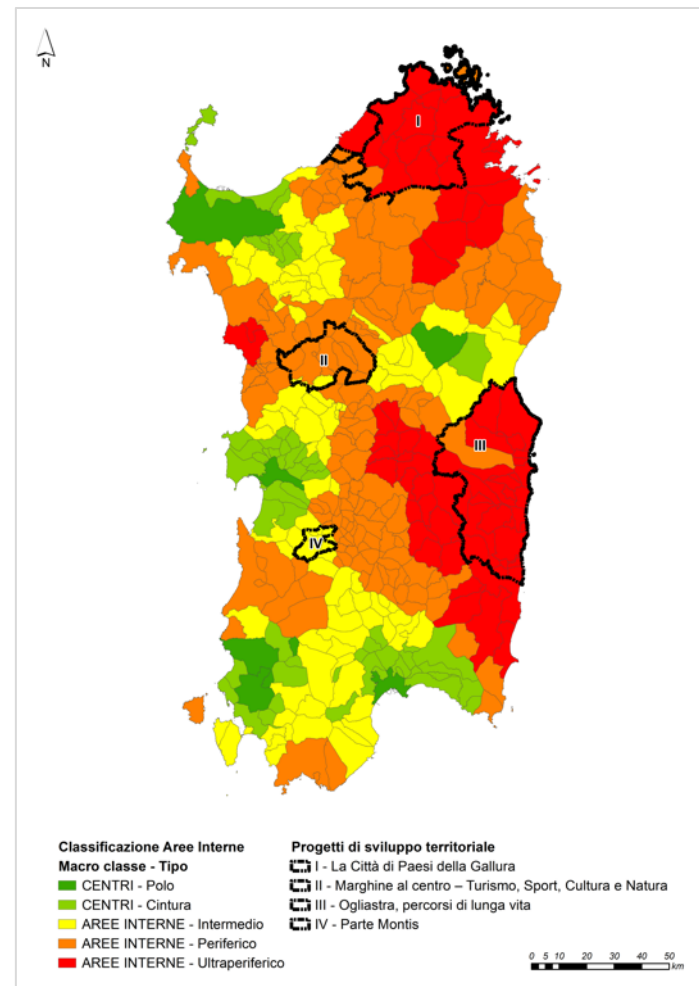 N
I
II
III
IV
Classificazione Aree Interne
Macro classe - Tipo
CENTRI - Polo
CENTRI - Cintura
AREE INTERNE - Intermedio
AREE INTERNE - Periferico
AREE INTERNE - Ultraperiferico
Progetti di sviluppo territoriale
I - La Città di Paesi della Gallura
II - Marghine al centro – Turismo, Sport, Cultura e Natura
III - Ogliastra, percorsi di lunga vita
IV - Parte Montis
0 5 10 20 30 40 50
km